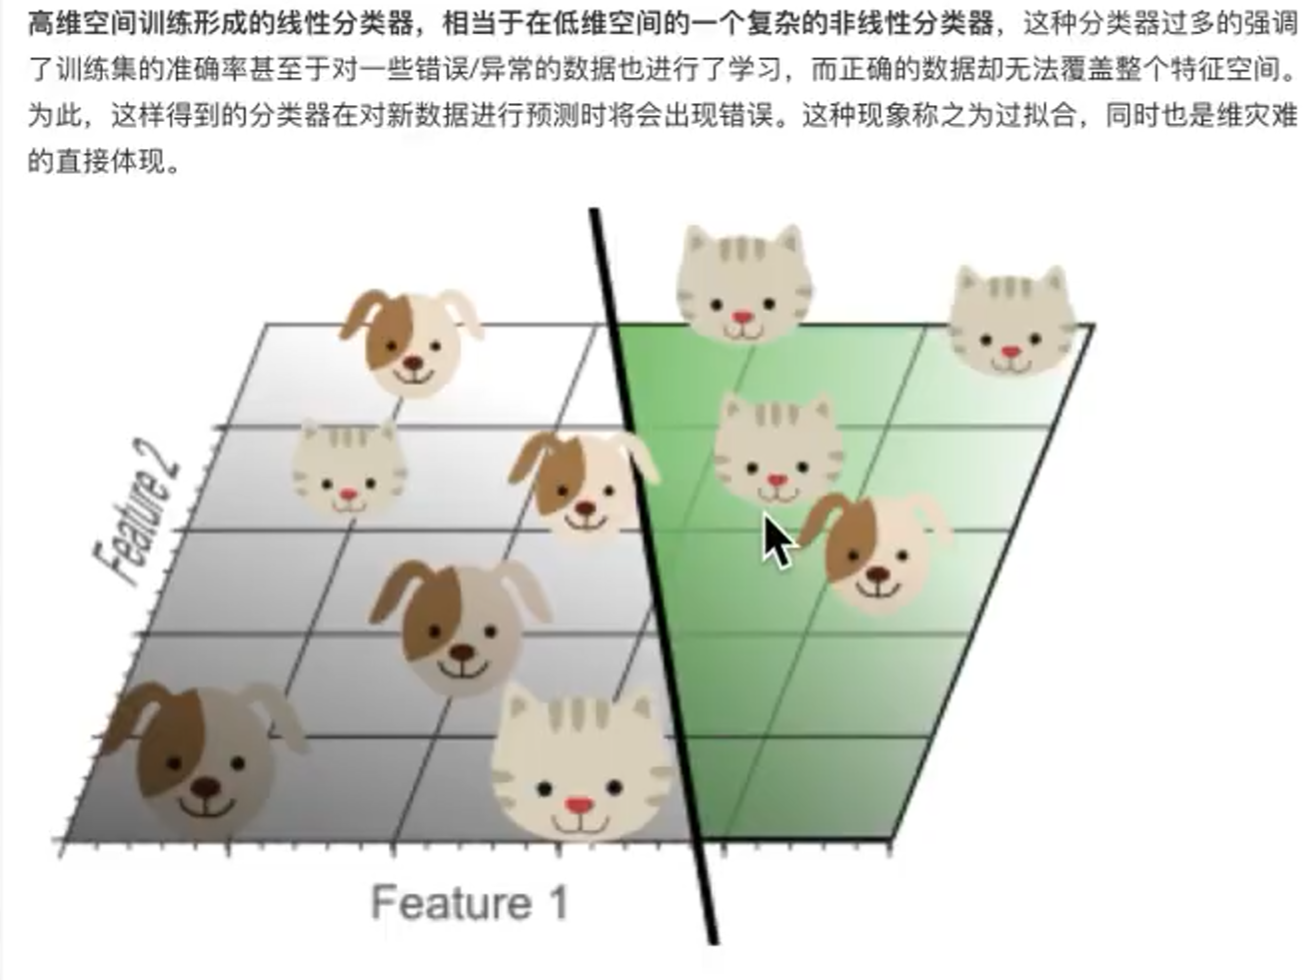 高维空间训练形成的线性分类器，相当于在低维空间的一个复杂的非线性分类器，这种分类器过多的强调
了训练集的准确率甚至于对一些错误/异常的数据也进行了学习，而正确的数据却无法覆盖整个特征空间。
为此，这样得到的分类器在对新数据进行预测时将会出现错误。这种现象称之为过拟合，同时也是维灾难
的直接体现。
Feature 2
Feature 1